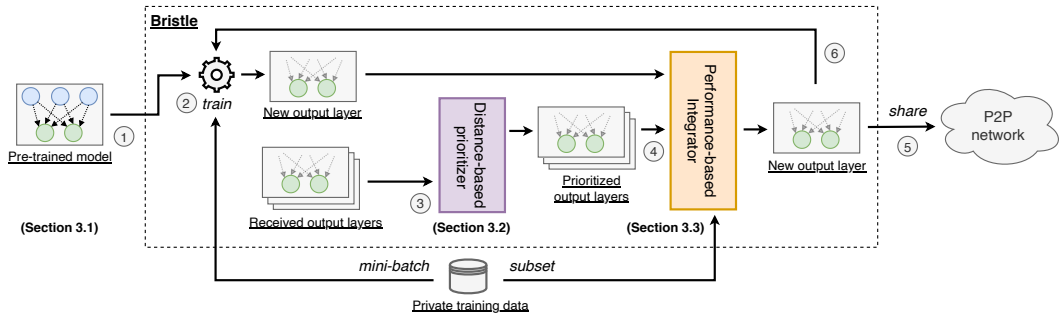 Bristle
6
2
train
New output layer
1
Pre-trained model
Distance-based
prioritizer
Performance-based
Integrator
4
3
Received output layers
Prioritized
output layers
New output layer
share
5
P2P
network
(Section 3.1)
(Section 3.2)
(Section 3.3)
mini-batch
subset
Private training data